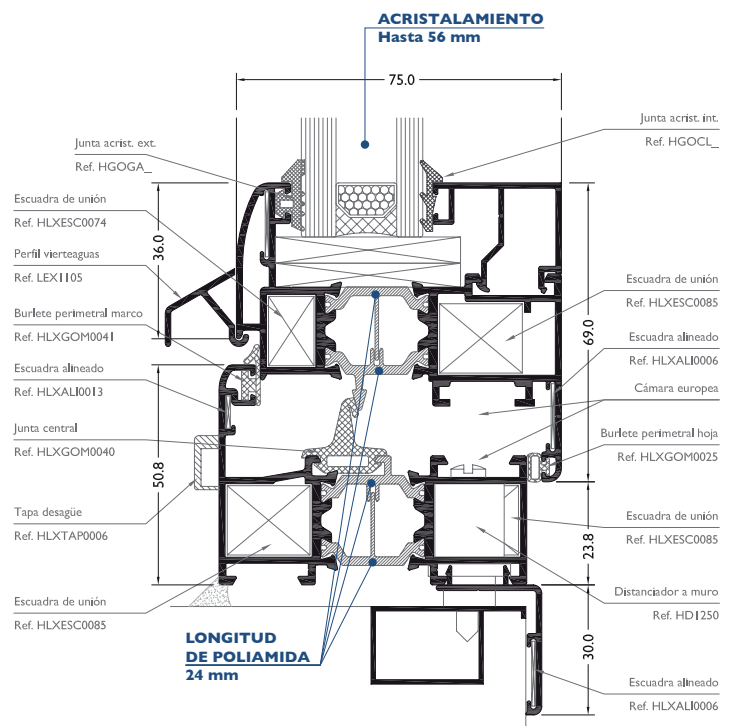 ACRISTALAMIENTO
Hasta 56 mm
75.0
Junta acrist. ext.
Ref. HGOGA_
Junta acrist. int.
Ref. HGOCL_
Escuadra de unión
Ref. HLXESC0074
36.0
Perfil vierteaguas
Ref. LEX1105
Burlete perimetral marco
Ref. HLXGOM0041
Escuadra alineado
Ref. HLXALI0013
Junta central
Ref. HLXGOM0040
50.8
Tapa desagüe
Ref. HLXTAP0006
Escuadra de unión
Ref. HLXESC0085
LONGITUD
DE POLIAMIDA
24 mm
Escuadra de unión
Ref. HLXESC0085
69.0
Escuadra alineado
Ref. HLXALI0006
Cámara europea
Burlete perimetral hoja
Ref. HLXGOM0025
Escuadra de unión
Ref. HLXESC0085
23.8
Distanciador a muro
Ref. HD1250
30.0
Escuadra alineado
Ref. HLXALI0006